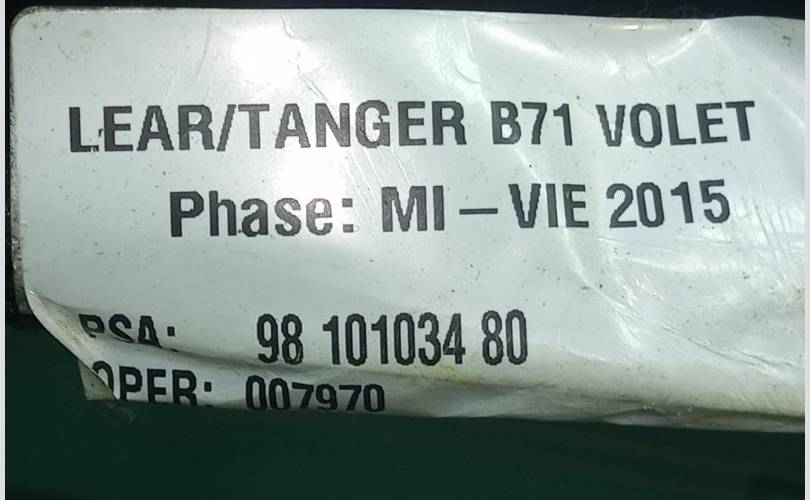 LEAR/TANGER B71 VOLET
Phase: MI – VIE 2015
PSA: 98 101034 80
OPER: 007970